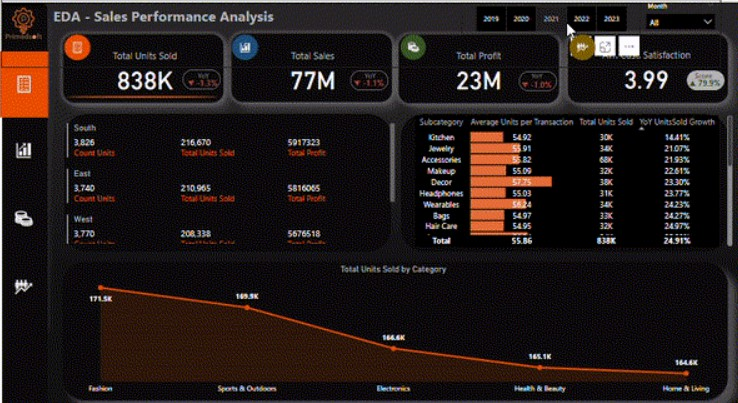 EDA - Sales Performance Analysis
2019 2020 2021 2022 2023
Month
All
Primedsoft
Total Units Sold
838K
YoY
▼ -1.3%
Total Sales
77M
YoY
▼ -1.1%
Total Profit
23M
YoY
▼ -1.0%
Satisfaction
3.99
Score
▲ 79.9%
South
3,826 216,670 5917323
Count Units Total Units Sold Total Profit
East
3,740 210,965 5816065
Count Units Total Units Sold Total Profit
West
3,770 208,338 5676518
Count Units Total Units Sold Total Profit
Subcategory Average Units per Transaction Total Units Sold YoY UnitsSold Growth
Kitchen 54.92 30K 14.41%
Jewelry 55.91 34K 21.07%
Accessories 55.82 68K 21.93%
Makeup 55.09 32K 22.61%
Decor 57.75 38K 23.30%
Headphones 55.03 31K 23.77%
Wearables 56.24 34K 24.23%
Bags 54.97 33K 24.27%
Hair Care 54.95 32K 24.97%
Total 55.86 838K 24.91%
Total Units Sold by Category
171.5K
169.9K
166.6K
165.1K
164.6K
Fashion Sports & Outdoors Electronics Health & Beauty Home & Living